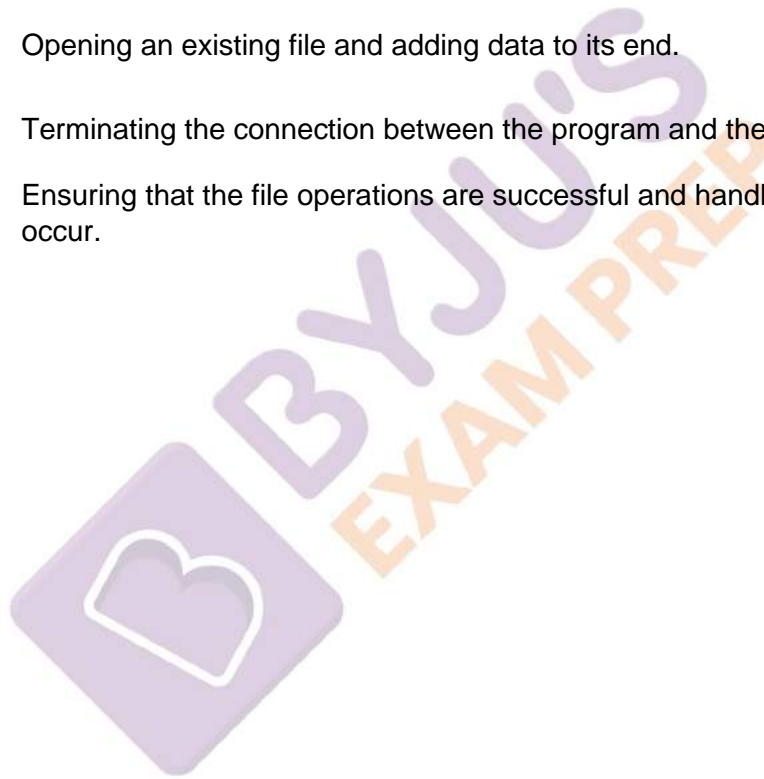 Opening an existing file and adding data to its end.
Terminating the connection between the program and the
Ensuring that the file operations are successful and handl
occur.
BYJU'S
EXAM PREP